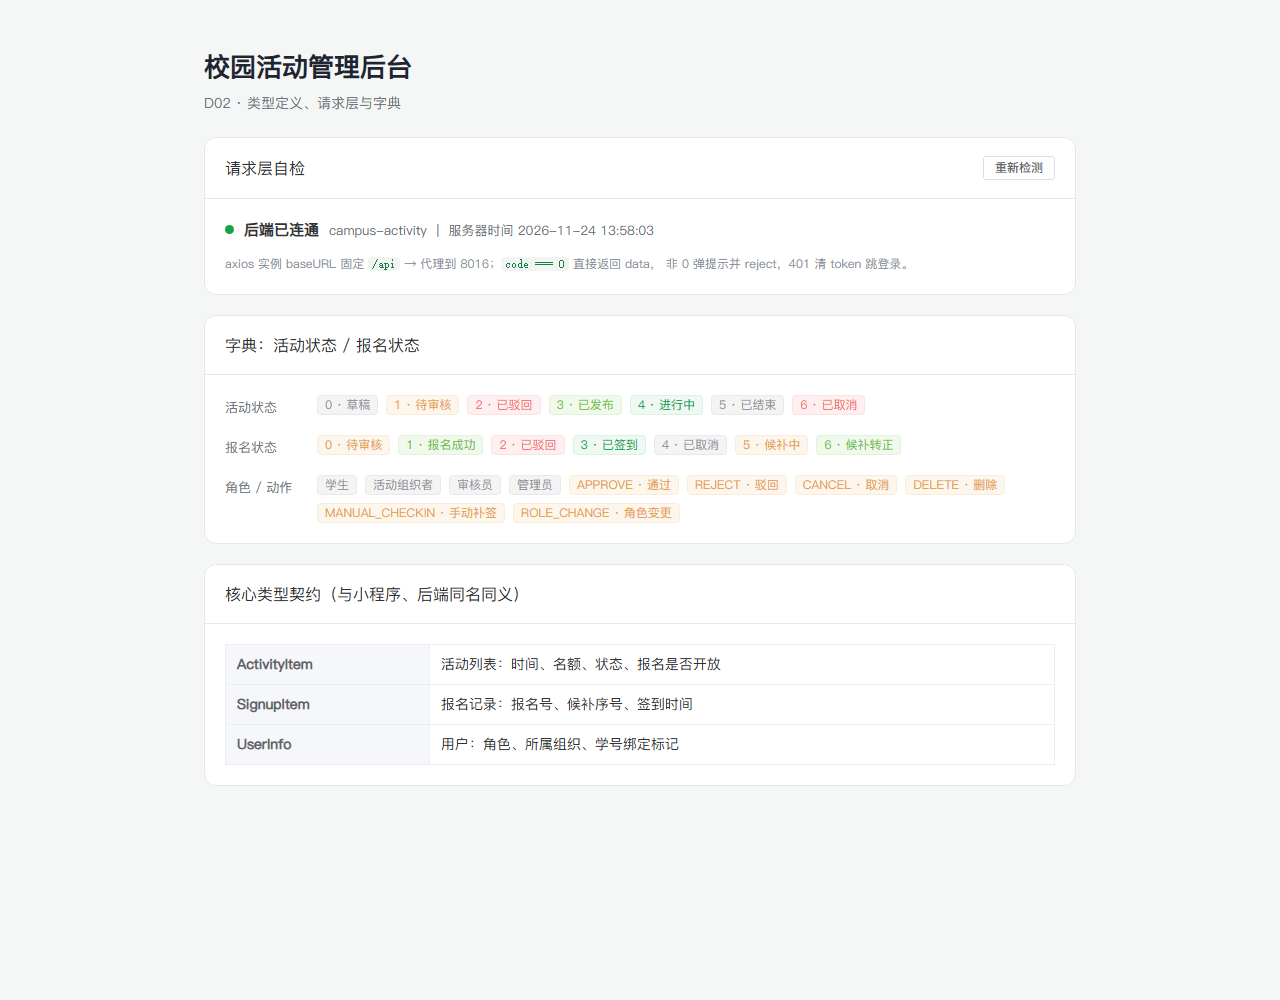 校园活动管理后台
D02 · 类型定义、请求层与字典
请求层自检
重新检测
后端已连通 campus-activity | 服务器时间 2026-11-24 13:58:03
axios 实例 baseURL 固定 /api → 代理到 8016；code === 0 直接返回 data， 非 0 弹提示并 reject，401 清 token 跳登录。
字典：活动状态 / 报名状态
活动状态 0 · 草稿 1 · 待审核 2 · 已驳回 3 · 已发布 4 · 进行中 5 · 已结束 6 · 已取消
报名状态 0 · 待审核 1 · 报名成功 2 · 已驳回 3 · 已签到 4 · 已取消 5 · 候补中 6 · 候补转正
角色 / 动作 学生 活动组织者 审核员 管理员 APPROVE · 通过 REJECT · 驳回 CANCEL · 取消 DELETE · 删除
MANUAL_CHECKIN · 手动补签 ROLE_CHANGE · 角色变更
核心类型契约（与小程序、后端同名同义）
ActivityItem 活动列表：时间、名额、状态、报名是否开放
SignupItem 报名记录：报名号、候补序号、签到时间
UserInfo 用户：角色、所属组织、学号绑定标记